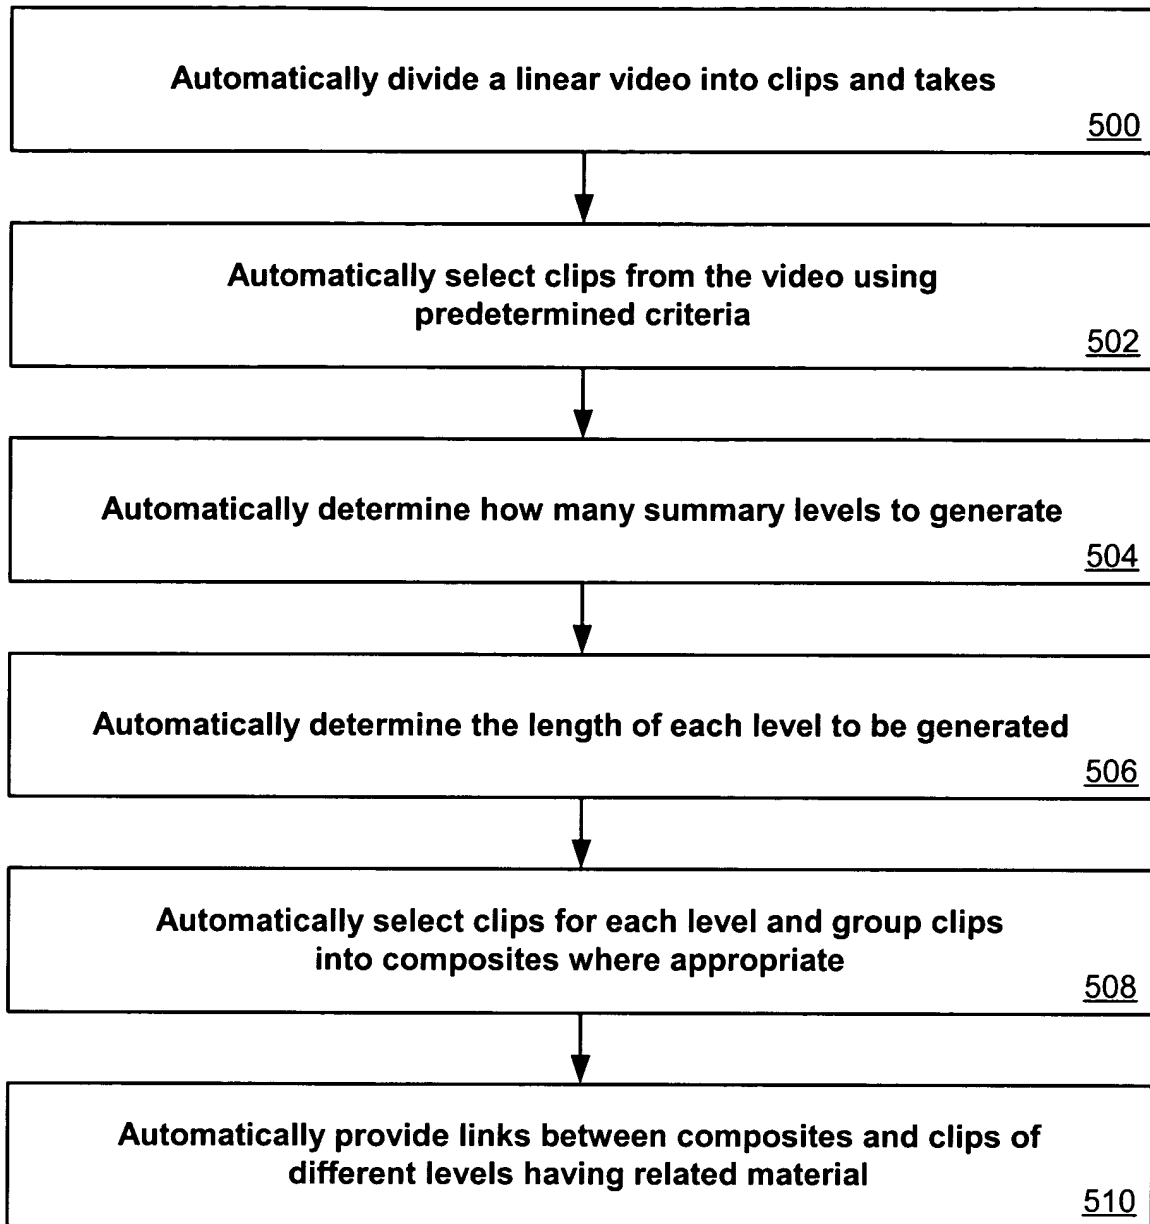 Automatically divide a linear video into clips and takes
500
Automatically select clips from the video using
predetermined criteria
502
Automatically determine how many summary levels to generate
504
Automatically determine the length of each level to be generated
506
Automatically select clips for each level and group clips
into composites where appropriate
508
Automatically provide links between composites and clips of
different levels having related material
510